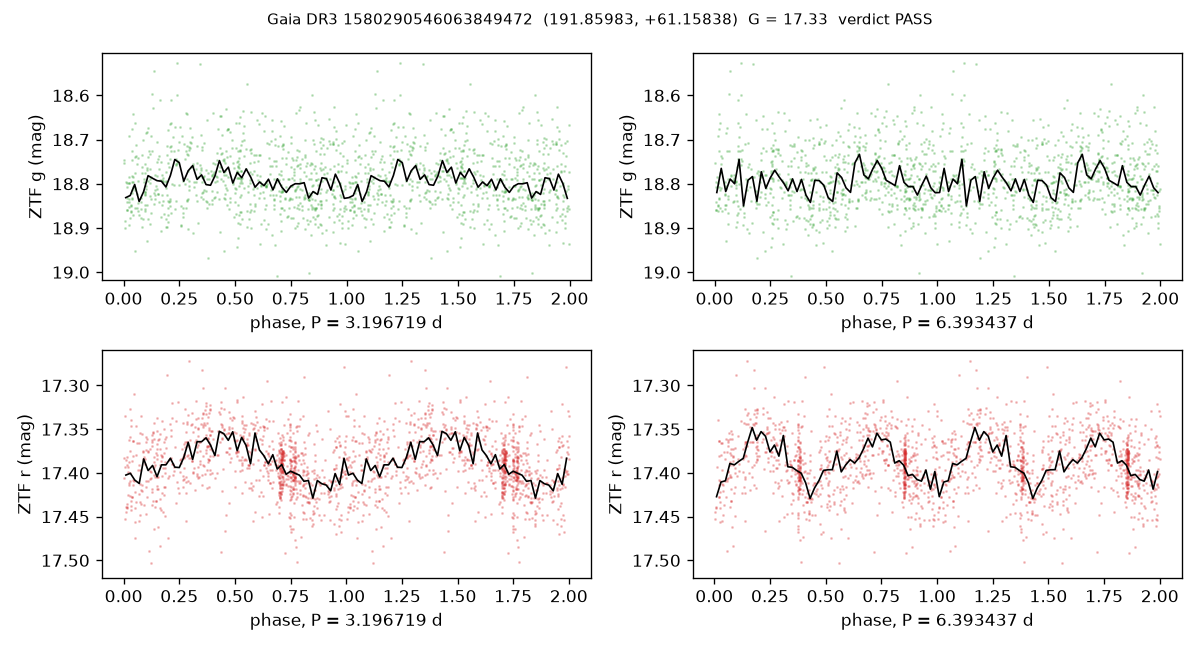 Gaia DR3 1580290546063849472 (191.85983, +61.15838) G = 17.33 verdict PASS
ZTF g (mag)
18.6
18.7
18.8
18.9
19.0
0.00 0.25 0.50 0.75 1.00 1.25 1.50 1.75 2.00
phase, P = 3.196719 d
ZTF g (mag)
18.6
18.7
18.8
18.9
19.0
0.00 0.25 0.50 0.75 1.00 1.25 1.50 1.75 2.00
phase, P = 6.393437 d
ZTF r (mag)
17.30
17.35
17.40
17.45
17.50
0.00 0.25 0.50 0.75 1.00 1.25 1.50 1.75 2.00
phase, P = 3.196719 d
ZTF r (mag)
17.30
17.35
17.40
17.45
17.50
0.00 0.25 0.50 0.75 1.00 1.25 1.50 1.75 2.00
phase, P = 6.393437 d